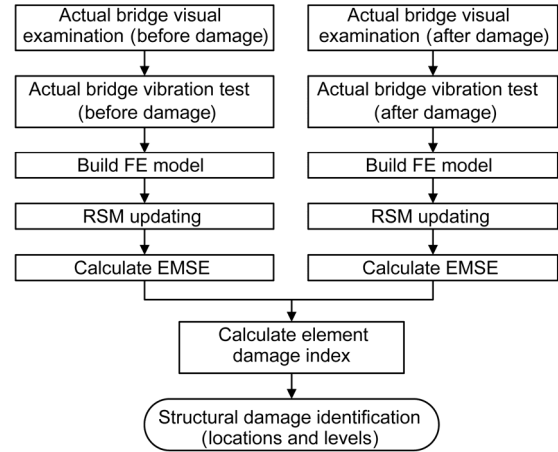 Actual bridge visual
examination (before damage)
Actual bridge vibration test
(before damage)
Build FE model
RSM updating
Calculate EMSE
Actual bridge visual
examination (after damage)
Actual bridge vibration test
(after damage)
Build FE model
RSM updating
Calculate EMSE
Calculate element
damage index
Structural damage identification
(locations and levels)